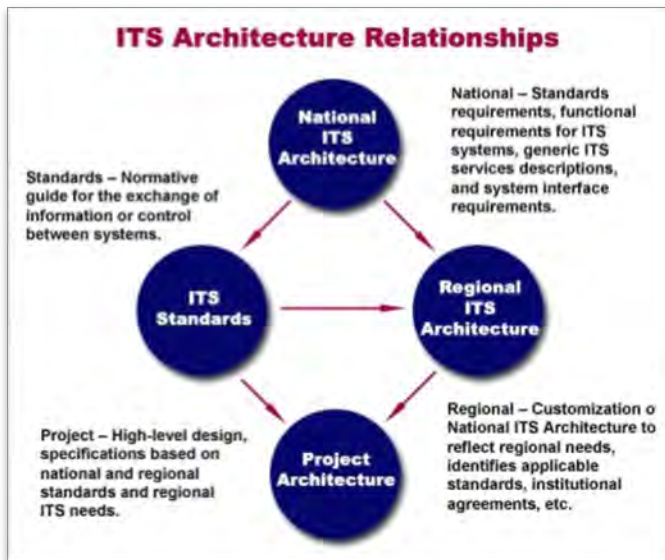 ITS Architecture Relationships
National
ITS
Architecture
National – Standards
requirements, functional
requirements for ITS
systems, generic ITS
services descriptions,
and system interface
requirements.
Standards – Normative
guide for the exchange of
information or control
between systems.
ITS
Standards
Regional
ITS
Architecture
Project – High-level design,
specifications based on
national and regional
standards and regional
ITS needs.
Project
Architecture
Regional – Customization o
National ITS Architecture to
reflect regional needs,
identifies applicable
standards, institutional
agreements, etc.